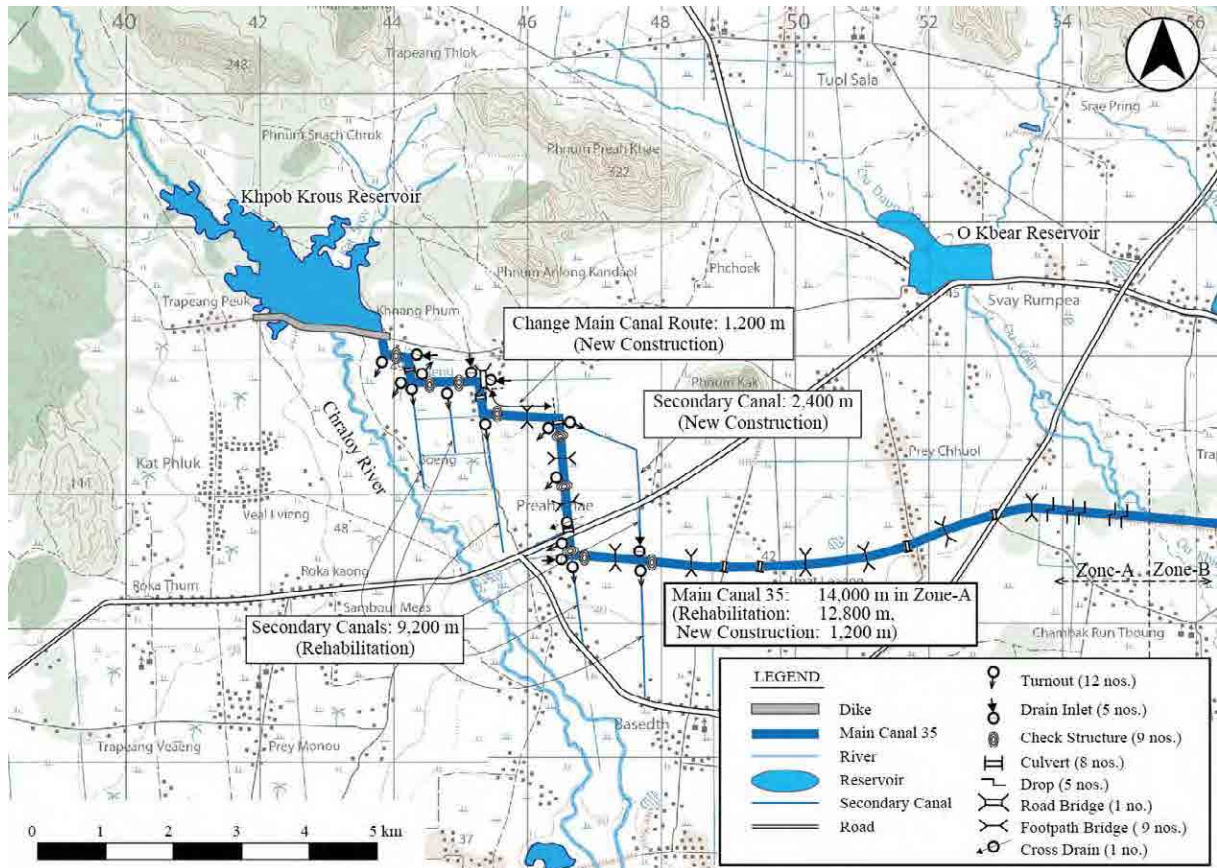 40
42
44
46
48
50
52
54
56
Trapeang Thlok
248
Tuol Sala
Srae Pring
Phnum Srach Chrok
Phnum Preah Khae
322
Khpob Krous Reservoir
O Kbear Reservoir
Phnum Anlong Kandaol
Phchoek
Trapeang Peuk
Khnang Phum
45
Svay Rumpea
Change Main Canal Route: 1,200 m
(New Construction)
Phnum Kak
Secondary Canal: 2,400 m
(New Construction)
Chraloy River
Kat Phluk
Prey Chhuol
144
Veal Lvieng
48
42
Roka Thum
Roka kaong
Zone-A
Zone-B
Main Canal 35: 14,000 m in Zone-A
(Rehabilitation: 12,800 m,
New Construction: 1,200 m)
Sambour Meas
Secondary Canals: 9,200 m
(Rehabilitation)
Chambak Run Tboung
Basedth
Trapeang Veaeng
Prey Monou
37
0 1 2 3 4 5 km
LEGEND
Dike
Main Canal 35
River
Reservoir
Secondary Canal
Road
Turnout (12 nos.)
Drain Inlet (5 nos.)
Check Structure (9 nos.)
Culvert (8 nos.)
Drop (5 nos.)
Road Bridge (1 no.)
Footpath Bridge ( 9 nos.)
Cross Drain (1 no.)